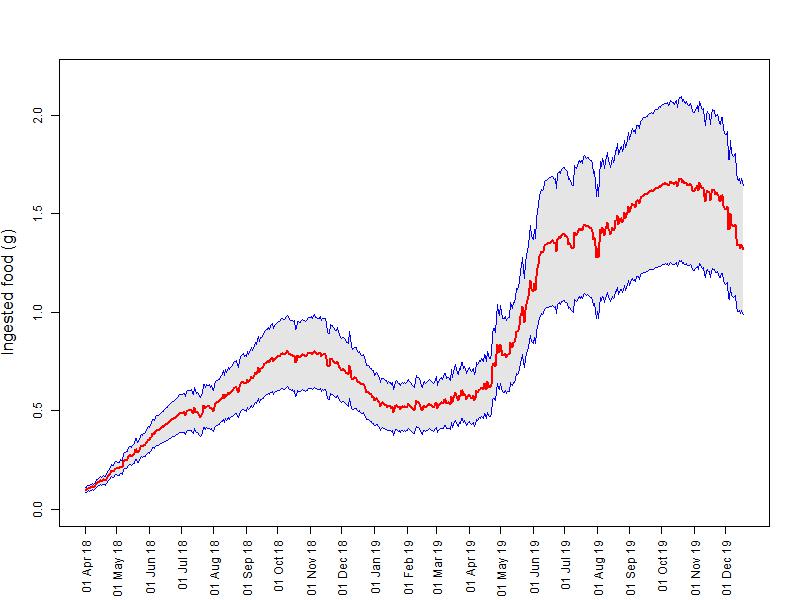 Ingested food (g)
2.0
1.5
1.0
0.5
0.0
01 Apr 18
01 May 18
01 Jun 18
01 Jul 18
01 Aug 18
01 Sep 18
01 Oct 18
01 Nov 18
01 Dec 18
01 Jan 19
01 Feb 19
01 Mar 19
01 Apr 19
01 May 19
01 Jun 19
01 Jul 19
01 Aug 19
01 Sep 19
01 Oct 19
01 Nov 19
01 Dec 19